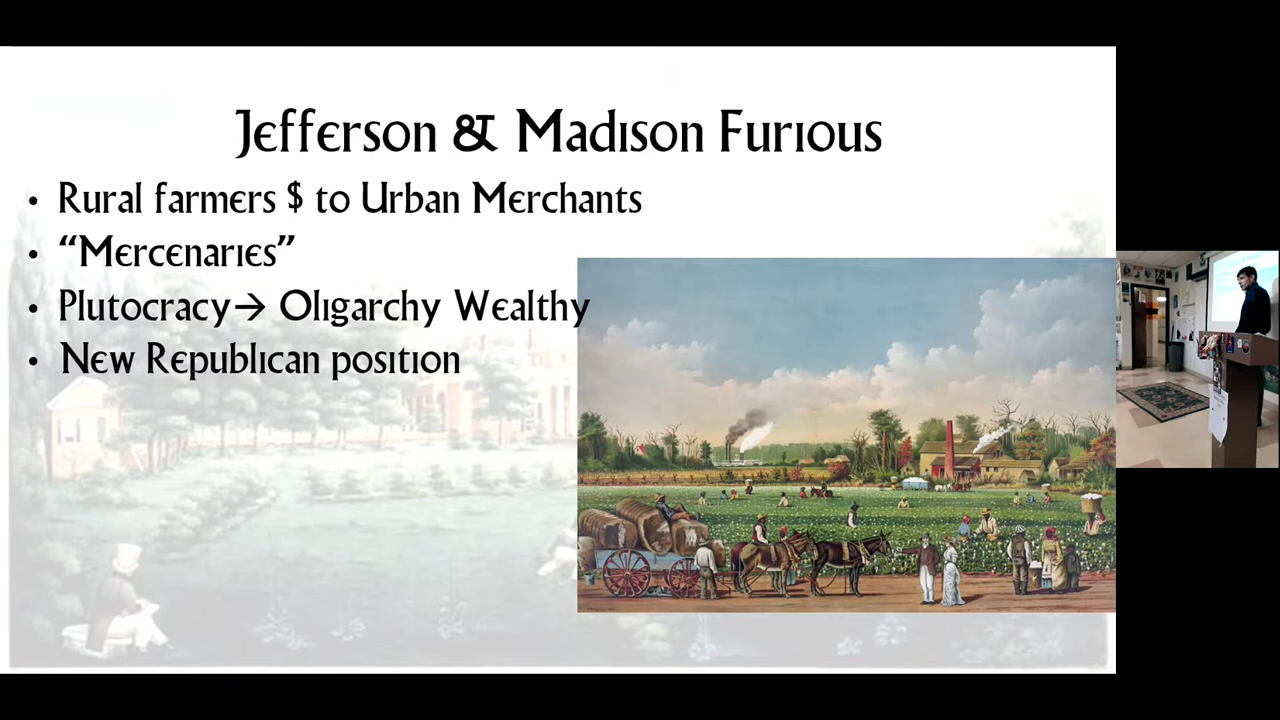 Jefferson & Madison Furious
• Rural farmers $ to Urban Merchants
• “Mercenaries”
• Plutocracy→ Oligarchy Wealthy
• New Republican position